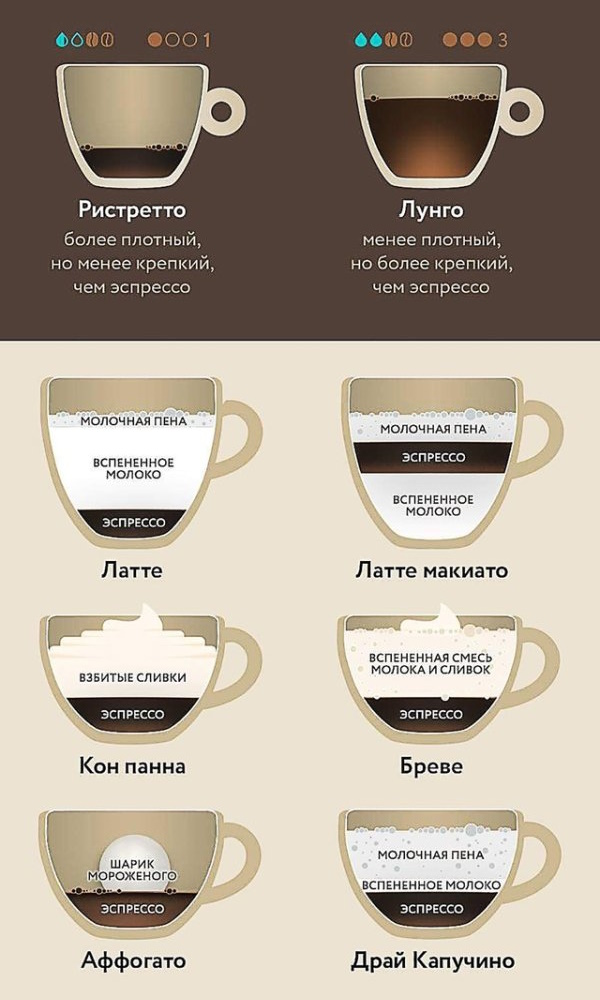 1
3
Ристретто
более плотный,
но менее крепкий,
чем эспрессо
Лунго
менее плотный,
но более крепкий,
чем эспрессо
МОЛОЧНАЯ ПЕНА
ВСПЕНЕННОЕ
МОЛОКО
ЭСПРЕССО
Латте
МОЛОЧНАЯ ПЕНА
ЭСПРЕССО
ВСПЕНЕННОЕ
МОЛОКО
Латте макиато
ВЗБИТЫЕ СЛИВКИ
ЭСПРЕССО
Кон панна
ВСПЕНЕННАЯ СМЕСЬ
МОЛОКА И СЛИВОК
ЭСПРЕССО
Бреве
ШАРИК
МОРОЖЕНОГО
ЭСПРЕССО
Аффогато
МОЛОЧНАЯ ПЕНА
ВСПЕНЕННОЕ МОЛОКО
ЭСПРЕССО
Драй Капучино